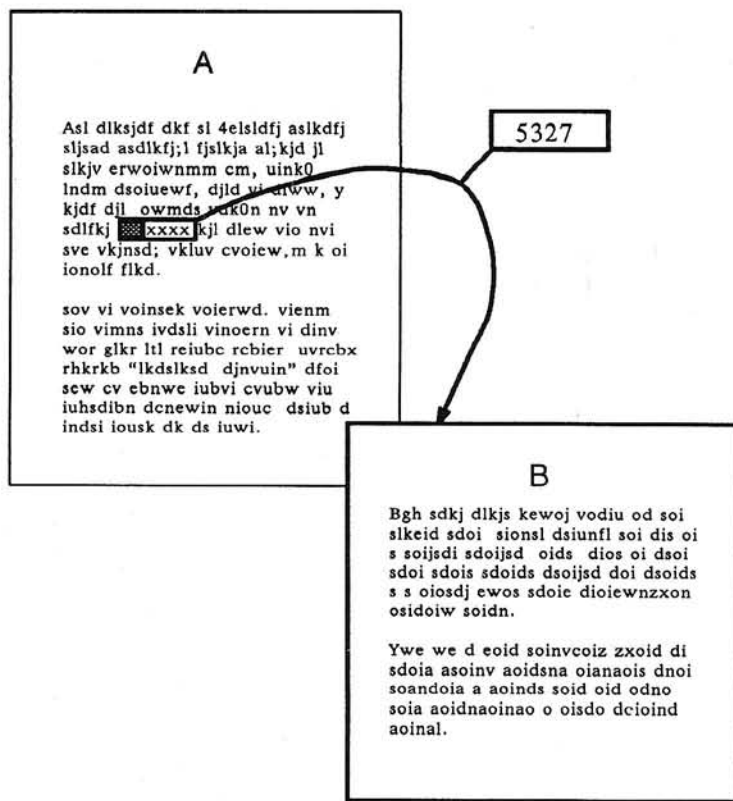 A
Asl dlksjdf dkf sl 4elsldfj aslkdfj
sljsad asdlkfj;l fjslkja al;kjd jl
slkjv erwoiwnmm cm, uink0
lndm dsoiuewf, djld vi dfww, y
kjdf djl owmds vdk0n nv vn
sdlfkj xxxx kjl dlew vio nvi
sve vkjnsd; vkluv cvoiew,m k oi
ionolf flkd.
sov vi voinsek voierwd. vienm
sio vimns ivdsli vinoern vi dinv
wor glkr ltl reiubc rcbier uvrcbx
rhkrkb “lkdslksd djnvuin” dfoi
sew cv ebnwe iubvi cvubw viu
iuhsdibn dcnewin niouc dsiub d
indsi iousk dk ds iuwi.
5327
B
Bgh sdkj dlkjs kewoj vodiu od soi
slkeid sdoi sionsl dsiunfl soi dis oi
s soijsdi sdoijsd oids dios oi dsoi
sdoi sdois sdoids dsoijsd doi dsoids
s s oiosdj ewos sdoie dioiewnzxon
osidoiw soidn.
Ywe we d eoid soinvcoiz zxoid di
sdoia asoinv aoidsna oianaois dnoi
soandoia a aoinds soid oid odno
soia aoidnaoinao o oisdo dcioind
aoinal.